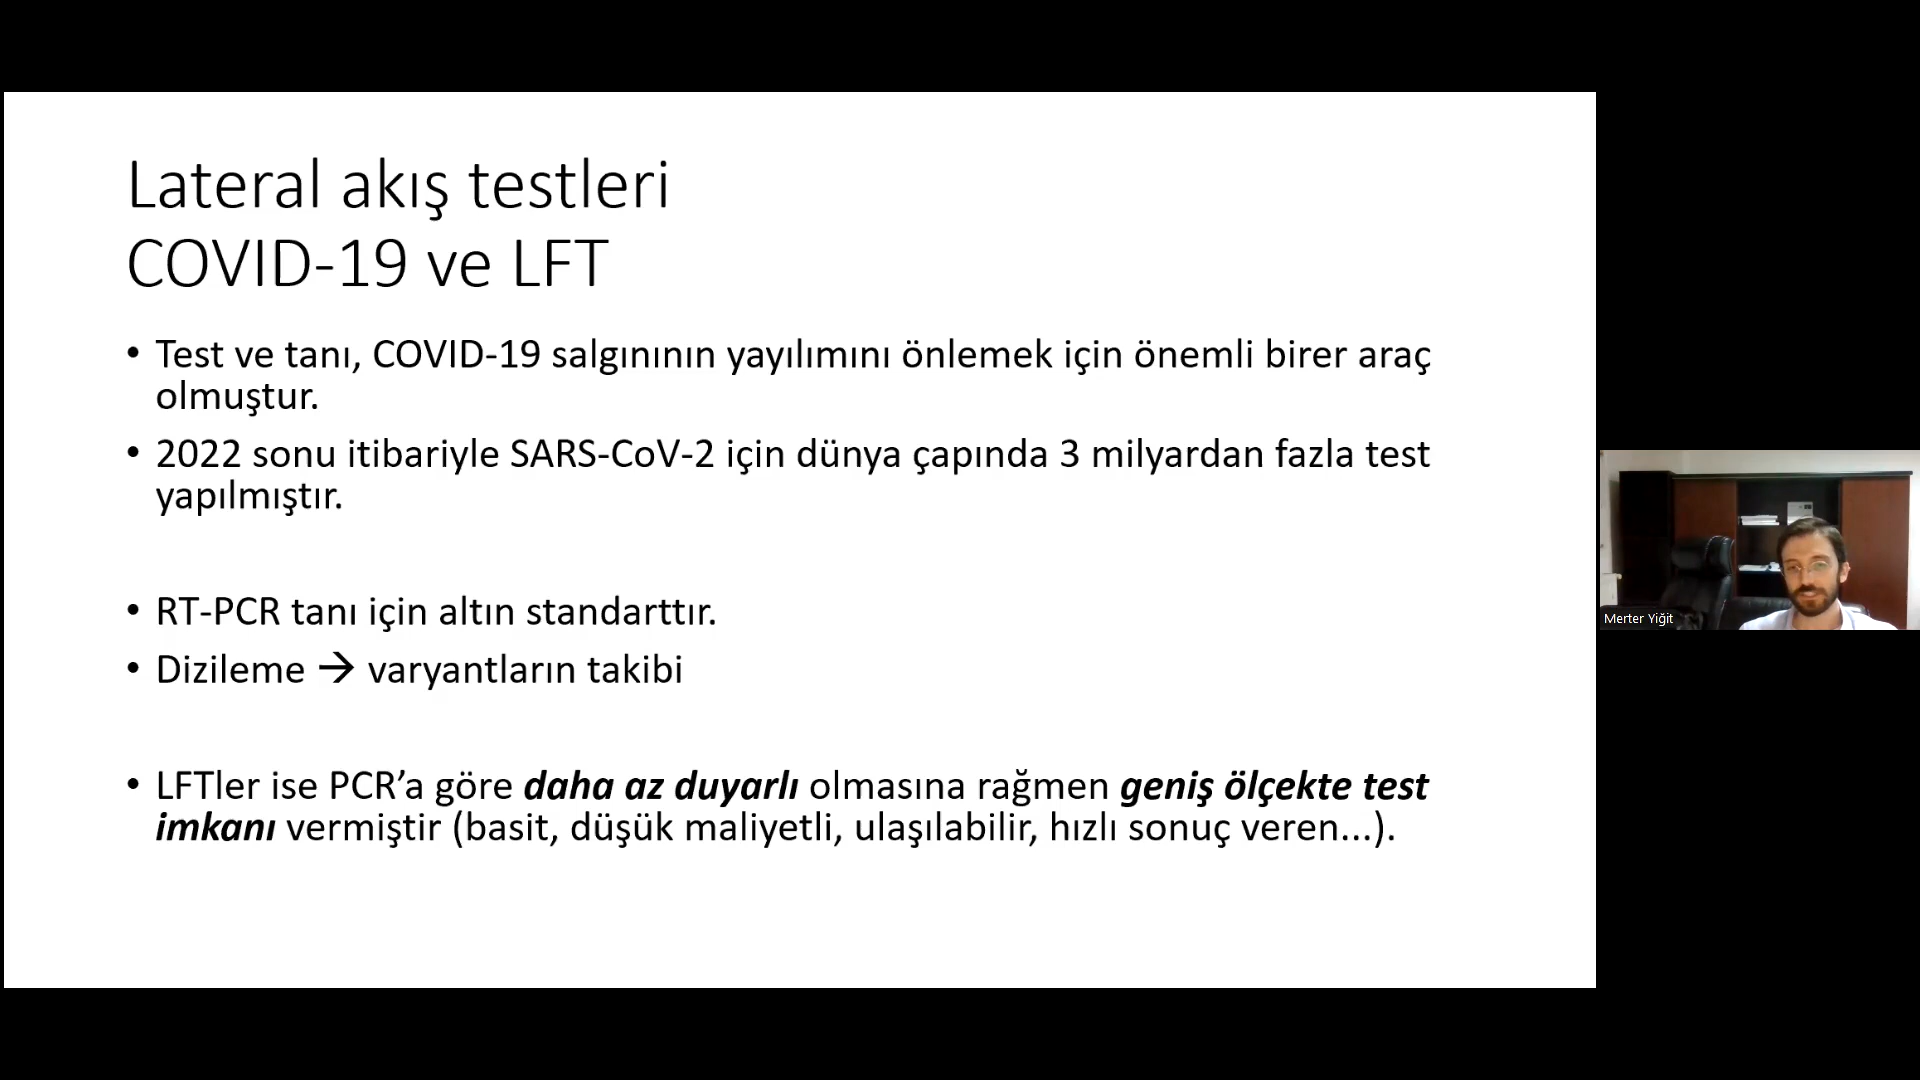 Lateral akış testleri
COVID-19 ve LFT
• Test ve tanı, COVID-19 salgınının yayılımını önlemek için önemli birer araç
olmuştur.
• 2022 sonu itibariyle SARS-CoV-2 için dünya çapında 3 milyardan fazla test
yapılmıştır.
• RT-PCR tanı için altın standarttır.
• Dizileme → varyantların takibi
• LFTler ise PCR’a göre daha az duyarlı olmasına rağmen geniş ölçekte test
imkanı vermiştir (basit, düşük maliyetli, ulaşılabilir, hızlı sonuç veren...).
Merter Yiğit